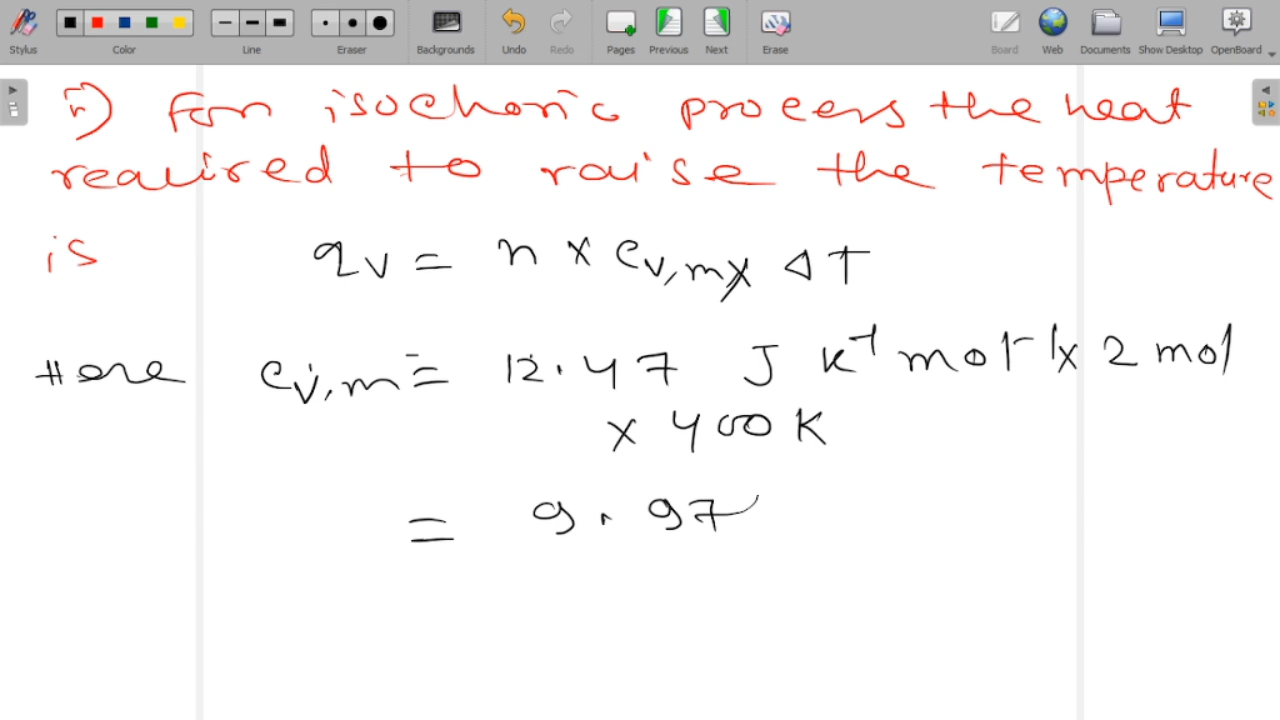 Stylus Color Line Eraser Backgrounds Undo Redo Pages Previous Next Erase Board Web Documents Show Desktop OpenBoard
ii) For isochoric process the heat
required to raise the temperature
is qv = n × Cv,m × ΔT
Here Cv,m = 12.47 J K⁻¹ mol⁻¹ × 2 mol
× 400 K
= 9.97